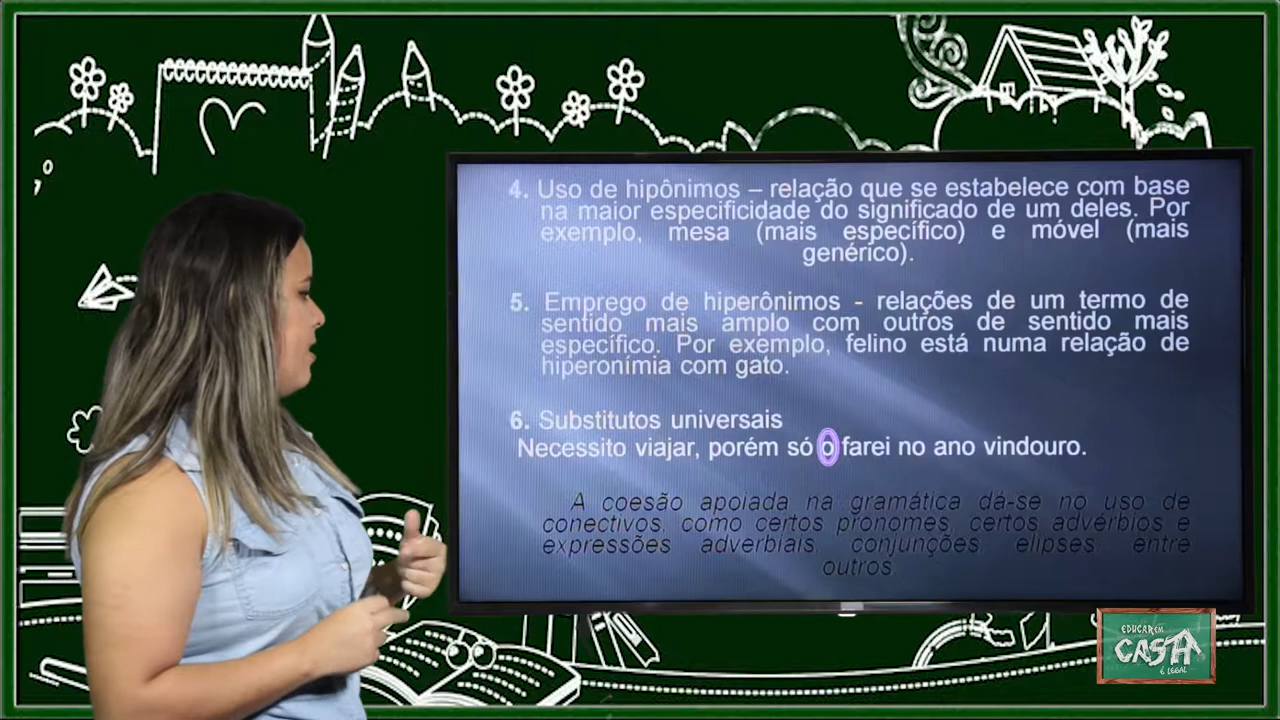 4. Uso de hipônimos – relação que se estabelece com base
na maior especificidade do significado de um deles. Por
exemplo, mesa (mais específico) e móvel (mais
genérico).
5. Emprego de hiperônimos - relações de um termo de
sentido mais amplo com outros de sentido mais
específico. Por exemplo, felino está numa relação de
hiperonímia com gato.
6. Substitutos universais
Necessito viajar, porém só o farei no ano vindouro.
A coesão apoiada na gramática dá-se no uso de
conectivos, como certos pronomes, certos advérbios e
expressões adverbiais, conjunções, elipses, entre
outros.
EDUCAR EM
CASA
É LEGAL